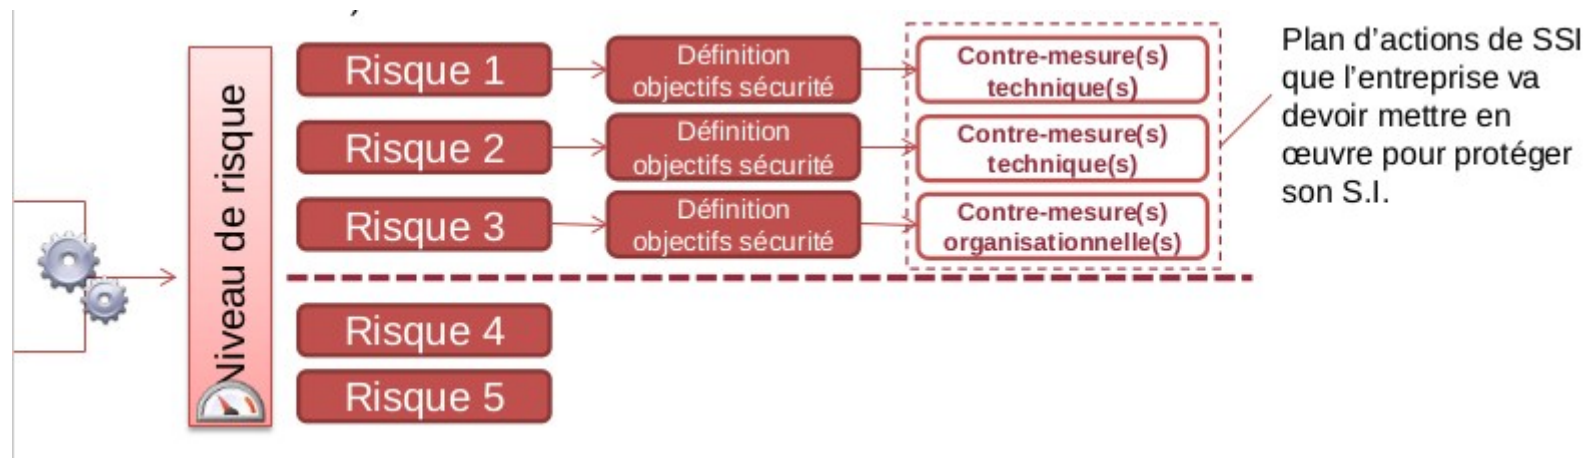 Niveau de risque
Risque 1
Définition
objectifs sécurité
Contre-mesure(s)
technique(s)
Risque 2
Définition
objectifs sécurité
Contre-mesure(s)
technique(s)
Risque 3
Définition
objectifs sécurité
Contre-mesure(s)
organisationnelle(s)
Risque 4
Risque 5
Plan d’actions de SSI
que l’entreprise va
devoir mettre en
œuvre pour protéger
son S.I.